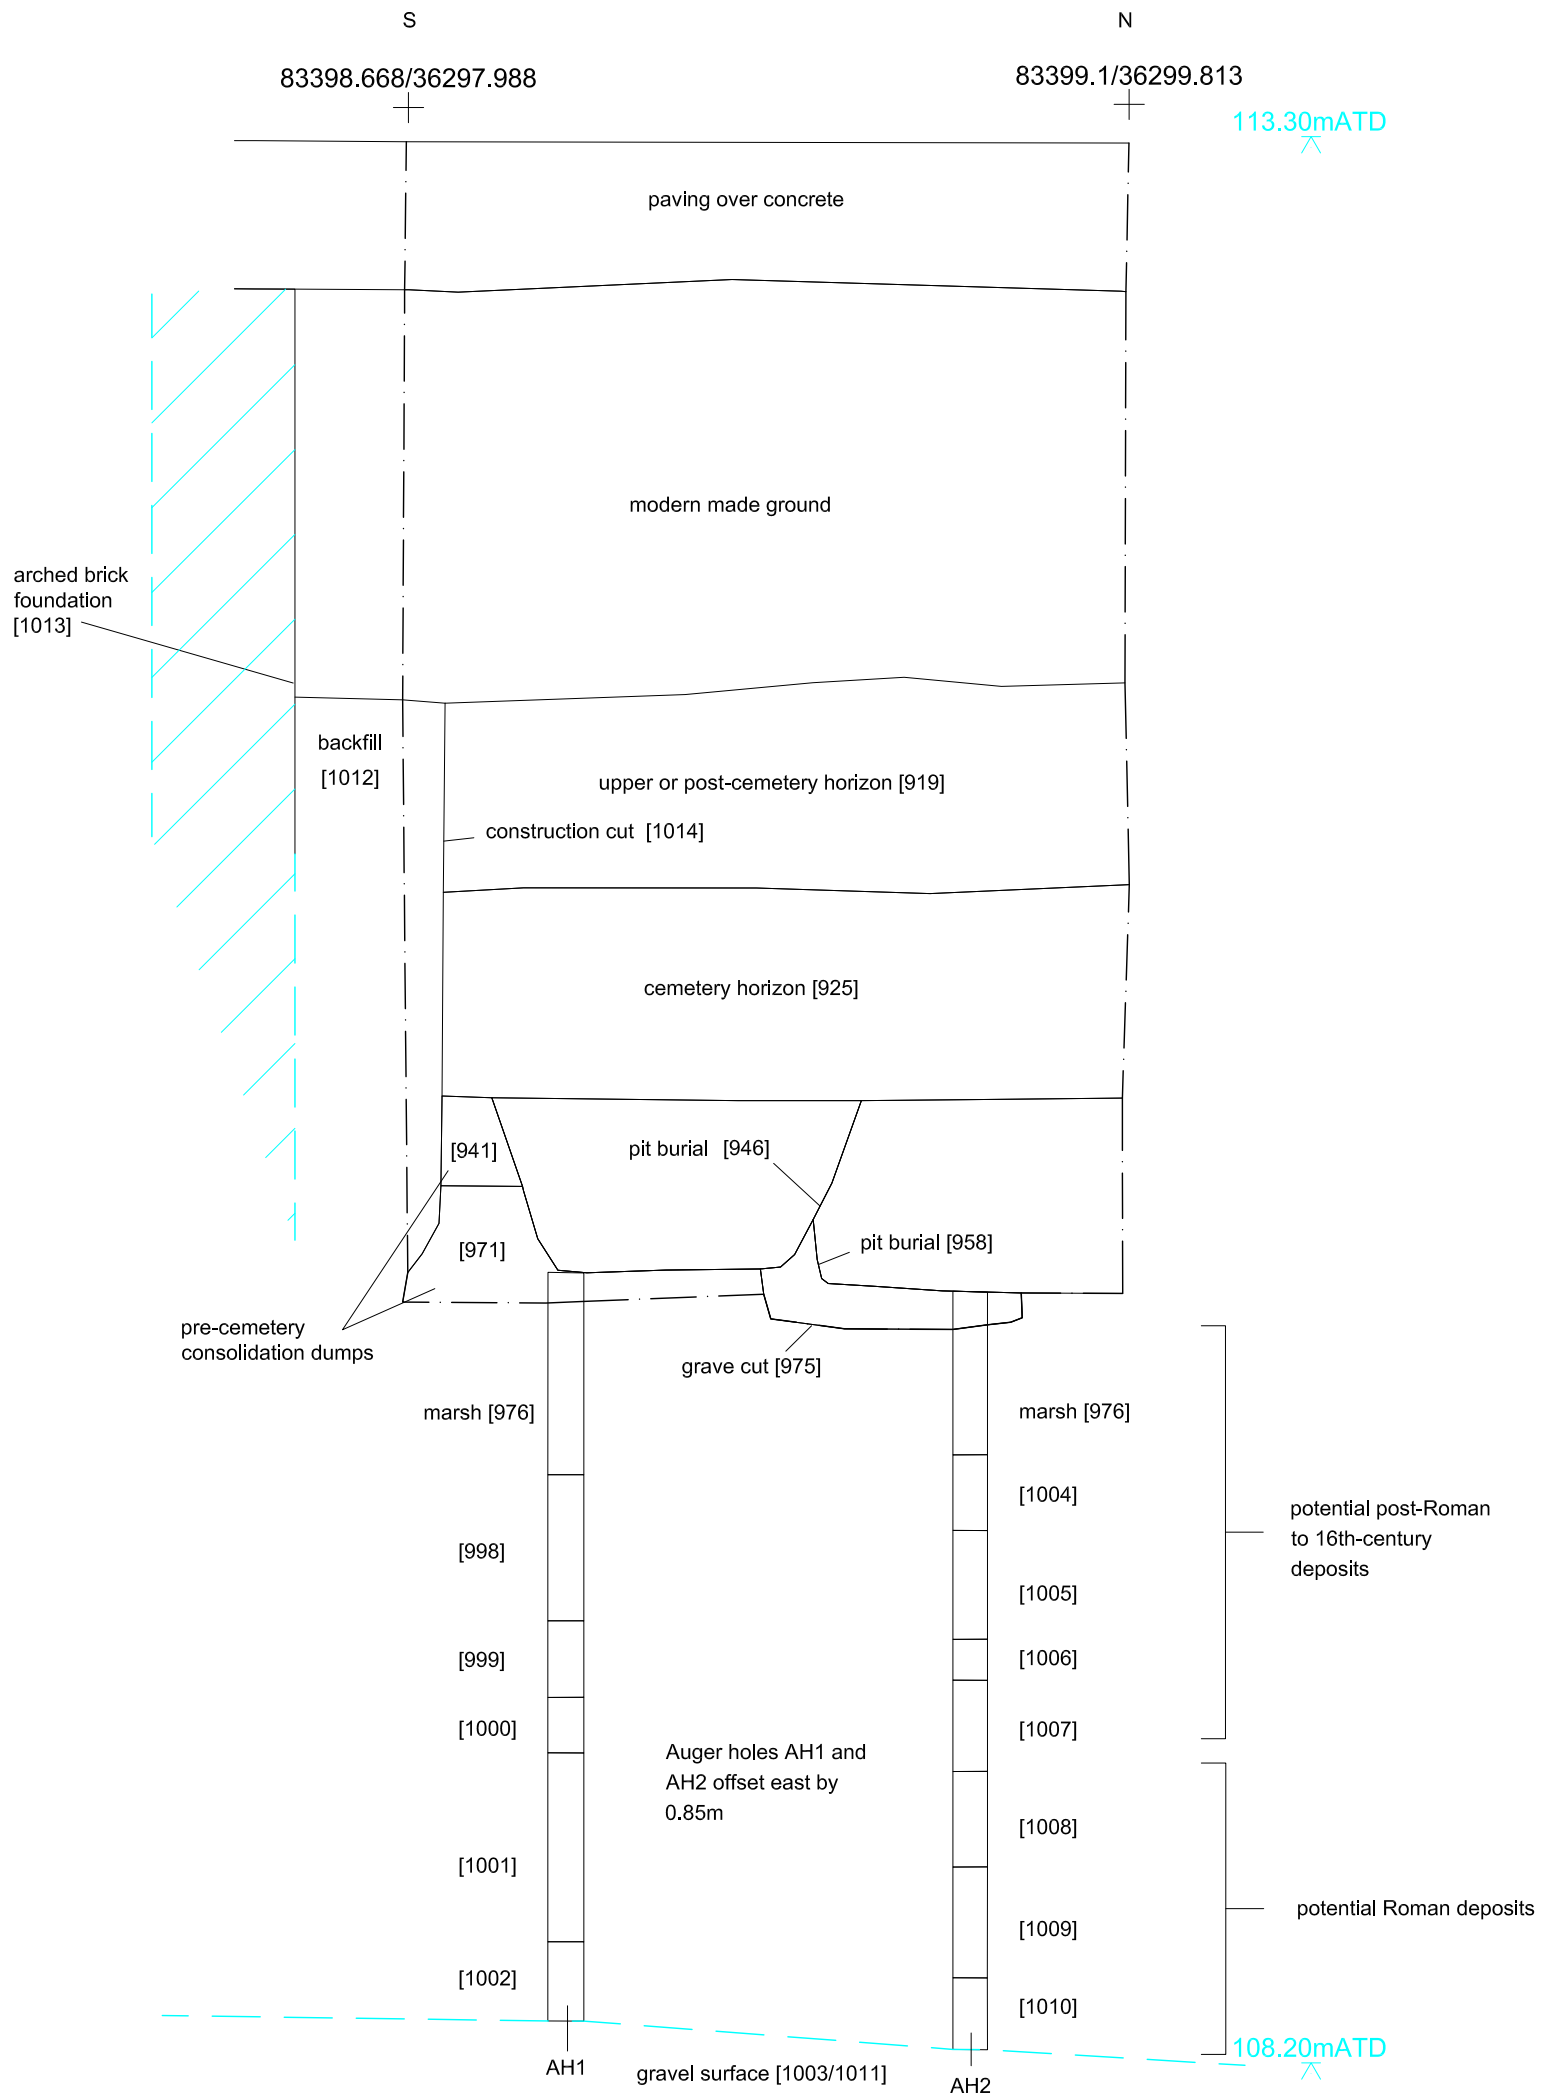 S
N
83398.668/36297.988
83399.1/36299.813
113.30mATD
paving over concrete
modern made ground
arched brick
foundation
[1013]
backfill
[1012]
upper or post-cemetery horizon [919]
construction cut [1014]
cemetery horizon [925]
[941]
pit burial [946]
[971]
pit burial [958]
pre-cemetery
consolidation dumps
grave cut [975]
marsh [976]
marsh [976]
[1004]
potential post-Roman
to 16th-century
deposits
[998]
[1005]
[999]
[1006]
[1000]
[1007]
Auger holes AH1 and
AH2 offset east by
0.85m
[1008]
[1001]
potential Roman deposits
[1009]
[1002]
[1010]
108.20mATD
AH1
gravel surface [1003/1011]
AH2